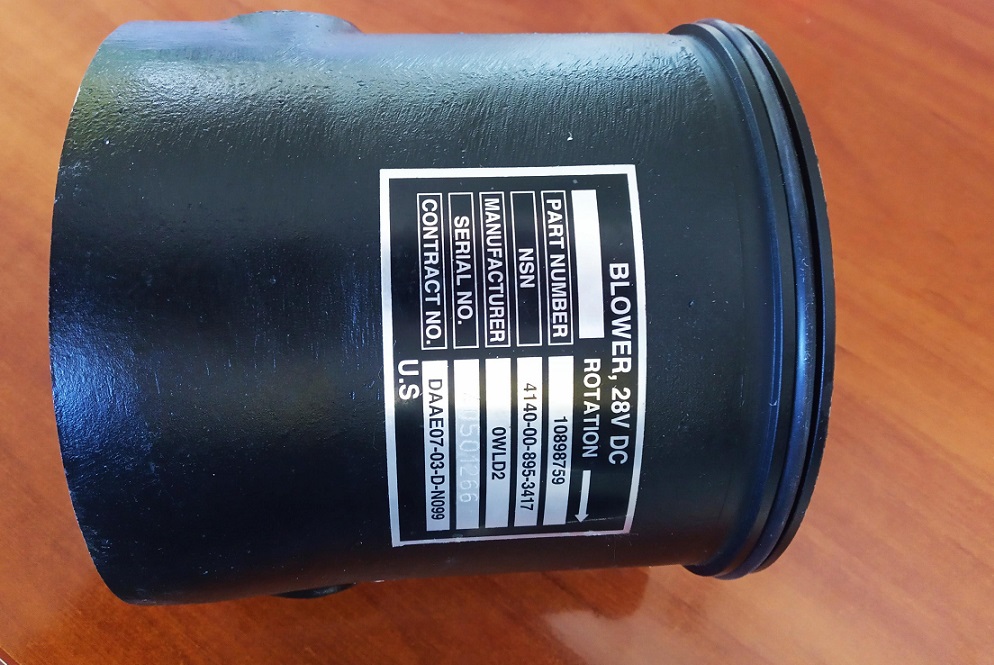 BLOWER, 28V DC
ROTATION
PART NUMBER 10898759
NSN 4140-00-895-3417
MANUFACTURER 0WLD2
SERIAL NO.
CONTRACT NO. DAAE07-03-D-N099
U.S